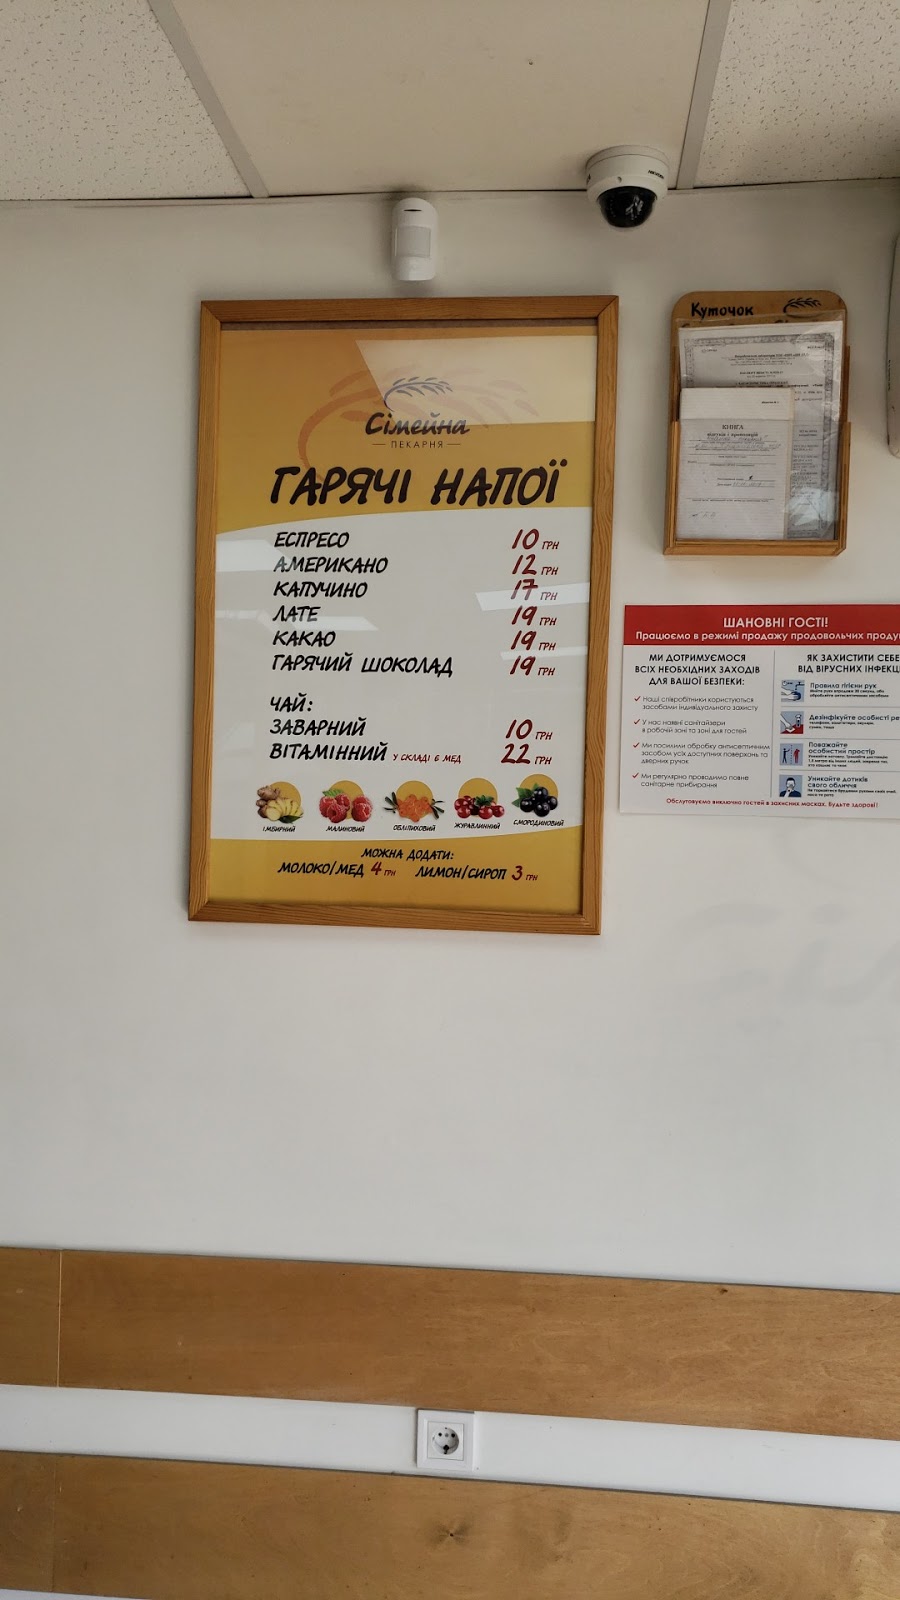 HIKVISION
Сімейна
ПЕКАРНЯ
ГАРЯЧІ НАПОЇ
ЕСПРЕСО 10 ГРН
АМЕРИКАНО 12 ГРН
КАПУЧИНО 17 ГРН
ЛАТЕ 19 ГРН
КАКАО 19 ГРН
ГАРЯЧИЙ ШОКОЛАД 19 ГРН
ЧАЙ:
ЗАВАРНИЙ 10 ГРН
ВІТАМІННИЙ У СКЛАДІ Є МЕД 22 ГРН
ІМБИРНИЙ МАЛИНОВИЙ ОБЛІПИХОВИЙ ЖУРАВЛИННИЙ СМОРОДИНОВИЙ
МОЖНА ДОДАТИ:
МОЛОКО/МЕД 4 ГРН ЛИМОН/СИРОП 3 ГРН
Куточок
КНИГА
відгуків і пропозицій
ШАНОВНІ ГОСТІ!
Працюємо в режимі продажу продовольчих проду
МИ ДОТРИМУЄМОСЯ
ВСІХ НЕОБХІДНИХ ЗАХОДІВ
ДЛЯ ВАШОЇ БЕЗПЕКИ:
Наші співробітники користуються
засобами індивідуального захисту
У нас наявні санітайзери
в робочій зоні та зоні для гостей
Ми посилили обробку антисептичним
засобом усіх доступних поверхонь та
дверних ручок
Ми регулярно проводимо повне
санітарне прибирання
ЯК ЗАХИСТИТИ СЕБЕ
ВІД ВІРУСНИХ ІНФЕКЦ
Правила гігієни рук
Дезінфікуйте особисті ре
Поважайте
особистий простір
Уникайте дотиків
свого обличчя
Обслуговуємо виключно гостей в захисних масках. Будьте здорові!